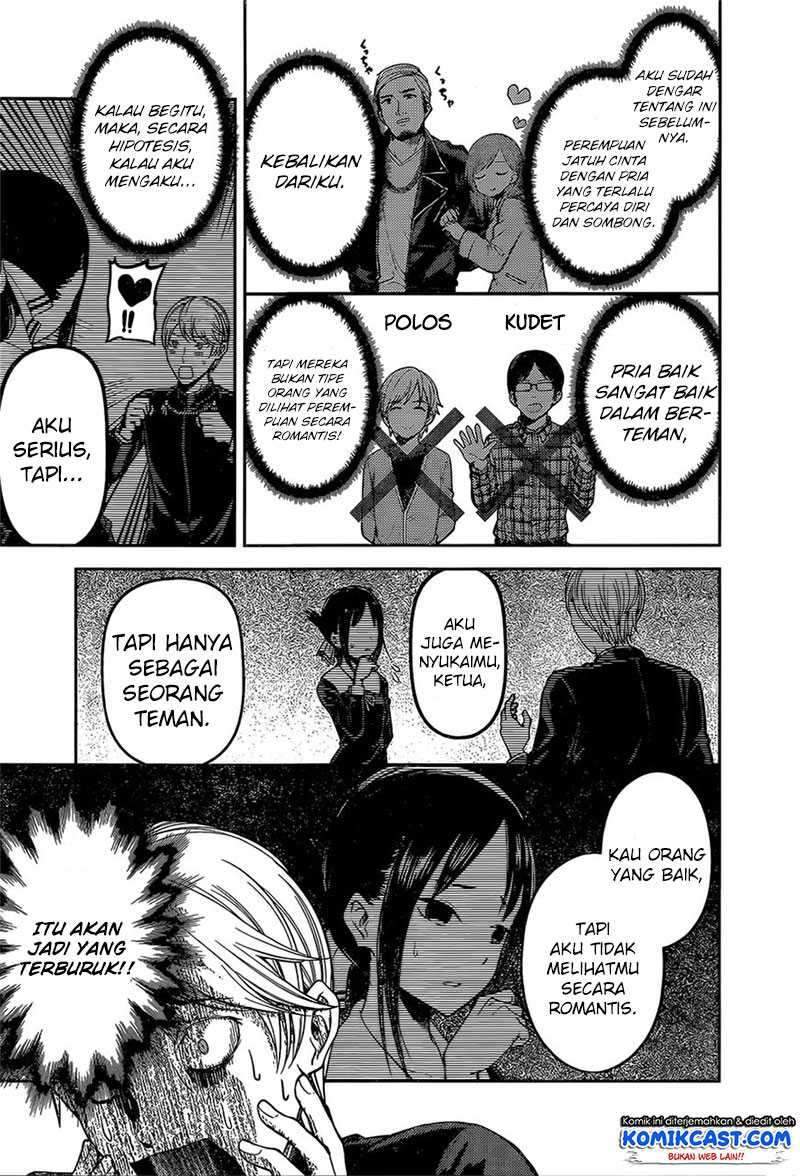 AKU SUDAH
DENGAR
TENTANG INI
SEBELUM-
NYA.
PEREMPUAN
JATUH CINTA
DENGAN PRIA
YANG TERLALU
PERCAYA DIRI
DAN SOMBONG.
KEBALIKAN
DARIKU.
PRIA BAIK
SANGAT BAIK
DALAM BER-
TEMAN,
KUDET
POLOS
TAPI MEREKA
BUKAN TIPE
ORANG YANG
DILIHAT PEREM-
PUAN SECARA
ROMANTIS!
KALAU BEGITU,
MAKA, SECARA
HIPOTESIS,
KALAU AKU
MENGAKU...
!!
AKU
SERIUS,
TAPI...
AKU
JUGA ME-
NYUKAIMU,
KETUA,
TAPI HANYA
SEBAGAI
SEORANG
TEMAN.
KAU ORANG
YANG BAIK,
TAPI
AKU TIDAK
MELIHATMU
SECARA
ROMANTIS.
ITU AKAN
JADI YANG
TERBURUK!!
Komik ini diterjemahkan & diedit oleh
KOMIKCAST.COM
BUKAN WEB LAIN!!